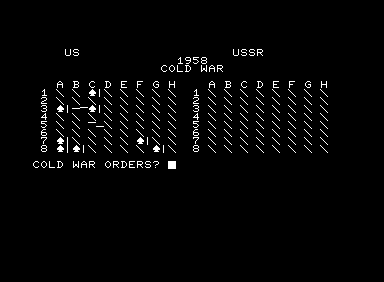 US USSR
1958
COLD WAR
A B C D E F G H A B C D E F G H
1 1
2 2
3 3
4 4
5 5
6 6
7 7
8 8
COLD WAR ORDERS?